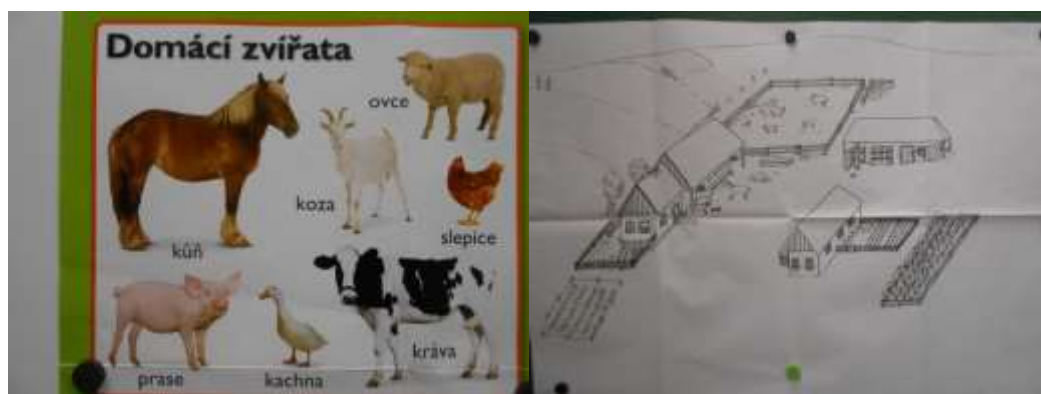 Domácí zvířata
ovce
koza
slepice
kůň
kráva
prase
kachna